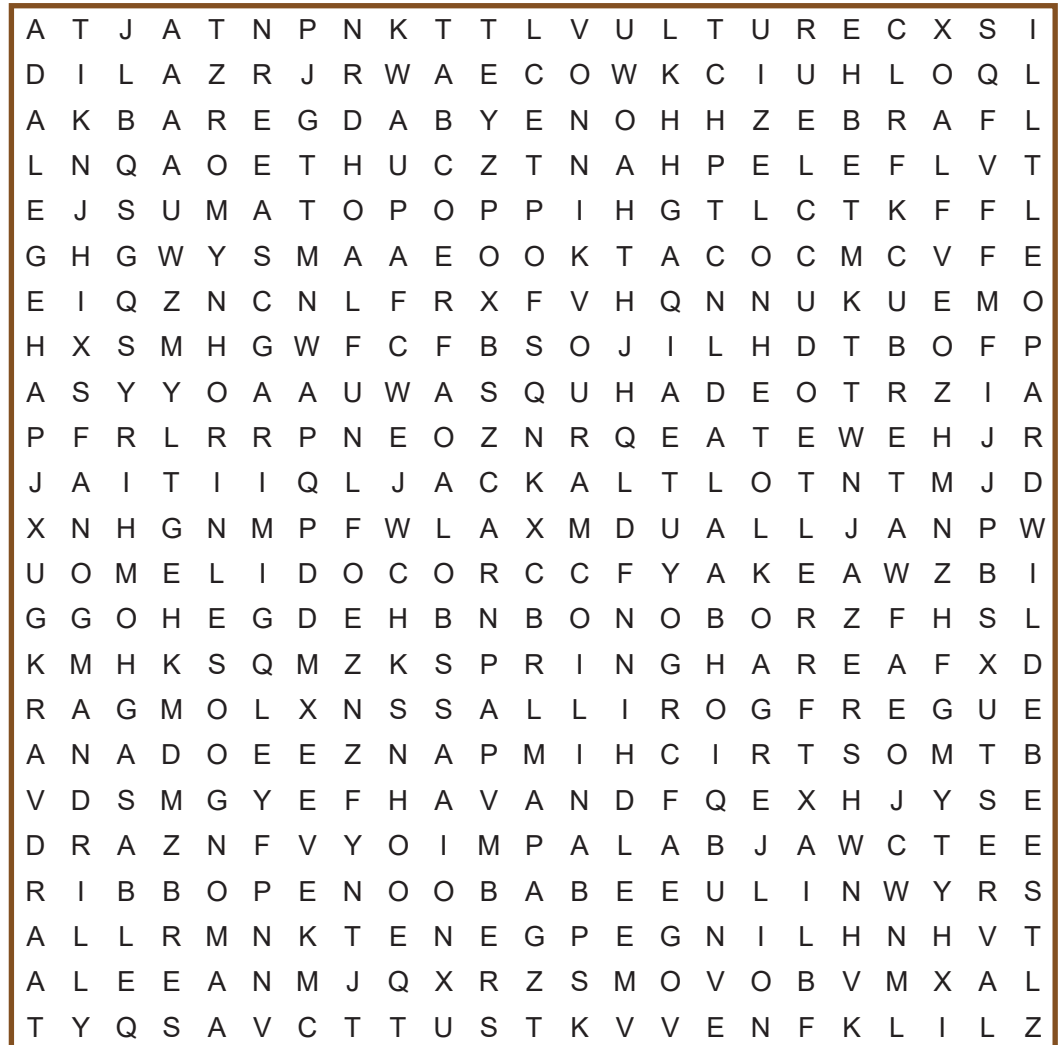 A T J A T N P N K T T L V U L T U R E C X S I
D I L A Z R J R W A E C O W K C I U H L O Q L
A K B A R E G D A B Y E N O H H Z E B R A F L
L N Q A O E T H U C Z T N A H P E L E F L V T
E J S U M A T O P O P P I H G T L C T K F F L
G H G W Y S M A A E O O K T A C O C M C V F E
E I Q Z N C N L F R X F V H Q N N U K U E M O
H X S M H G W F C F B S O J I L H D T B O F P
A S Y Y O A A U W A S Q U H A D E O T R Z I A
P F R L R R P N E O Z N R Q E A T E W E H J R
J A I T I I Q L J A C K A L T L O T N T M J D
X N H G N M P F W L A X M D U A L L J A N P W
U O M E L I D O C O R C C F Y A K E A W Z B I
G G O H E G D E H B N B O N O B O R Z F H S L
K M H K S Q M Z K S P R I N G H A R E A F X D
R A G M O L X N S S A L L I R O G F R E G U E
A N A D O E E Z N A P M I H C I R T S O M T B
V D S M G Y E F H A V A N D F Q E X H J Y S E
D R A Z N F V Y O I M P A L A B J A W C T E E
R I B B O P E N O O B A B E E U L I N W Y R S
A L L R M N K T E N E G P E G N I L H N H V T
A L E E A N M J Q X R Z S M O V O B V M X A L
T Y Q S A V C T T U S T K V V E N F K L I L Z